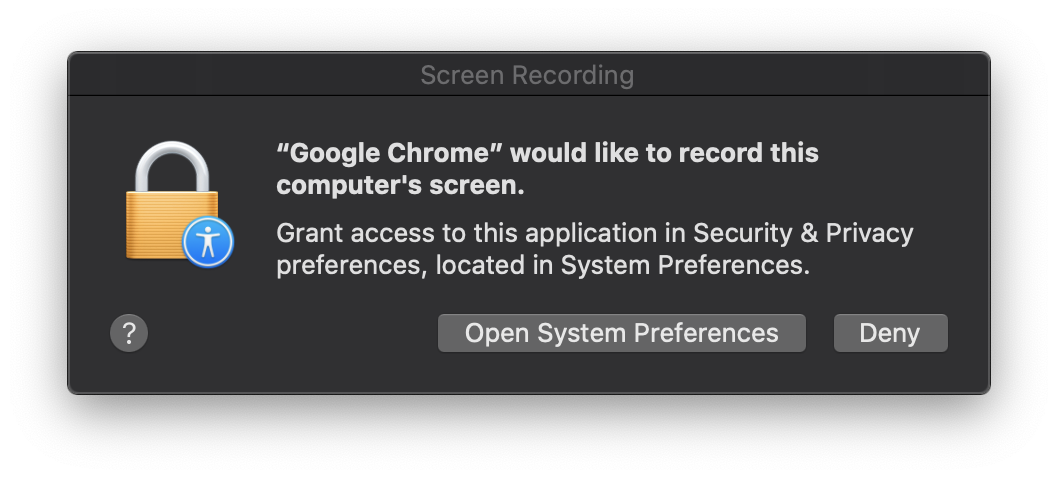 Screen Recording
“Google Chrome” would like to record this
computer's screen.
Grant access to this application in Security & Privacy
preferences, located in System Preferences.
?
Open System Preferences
Deny